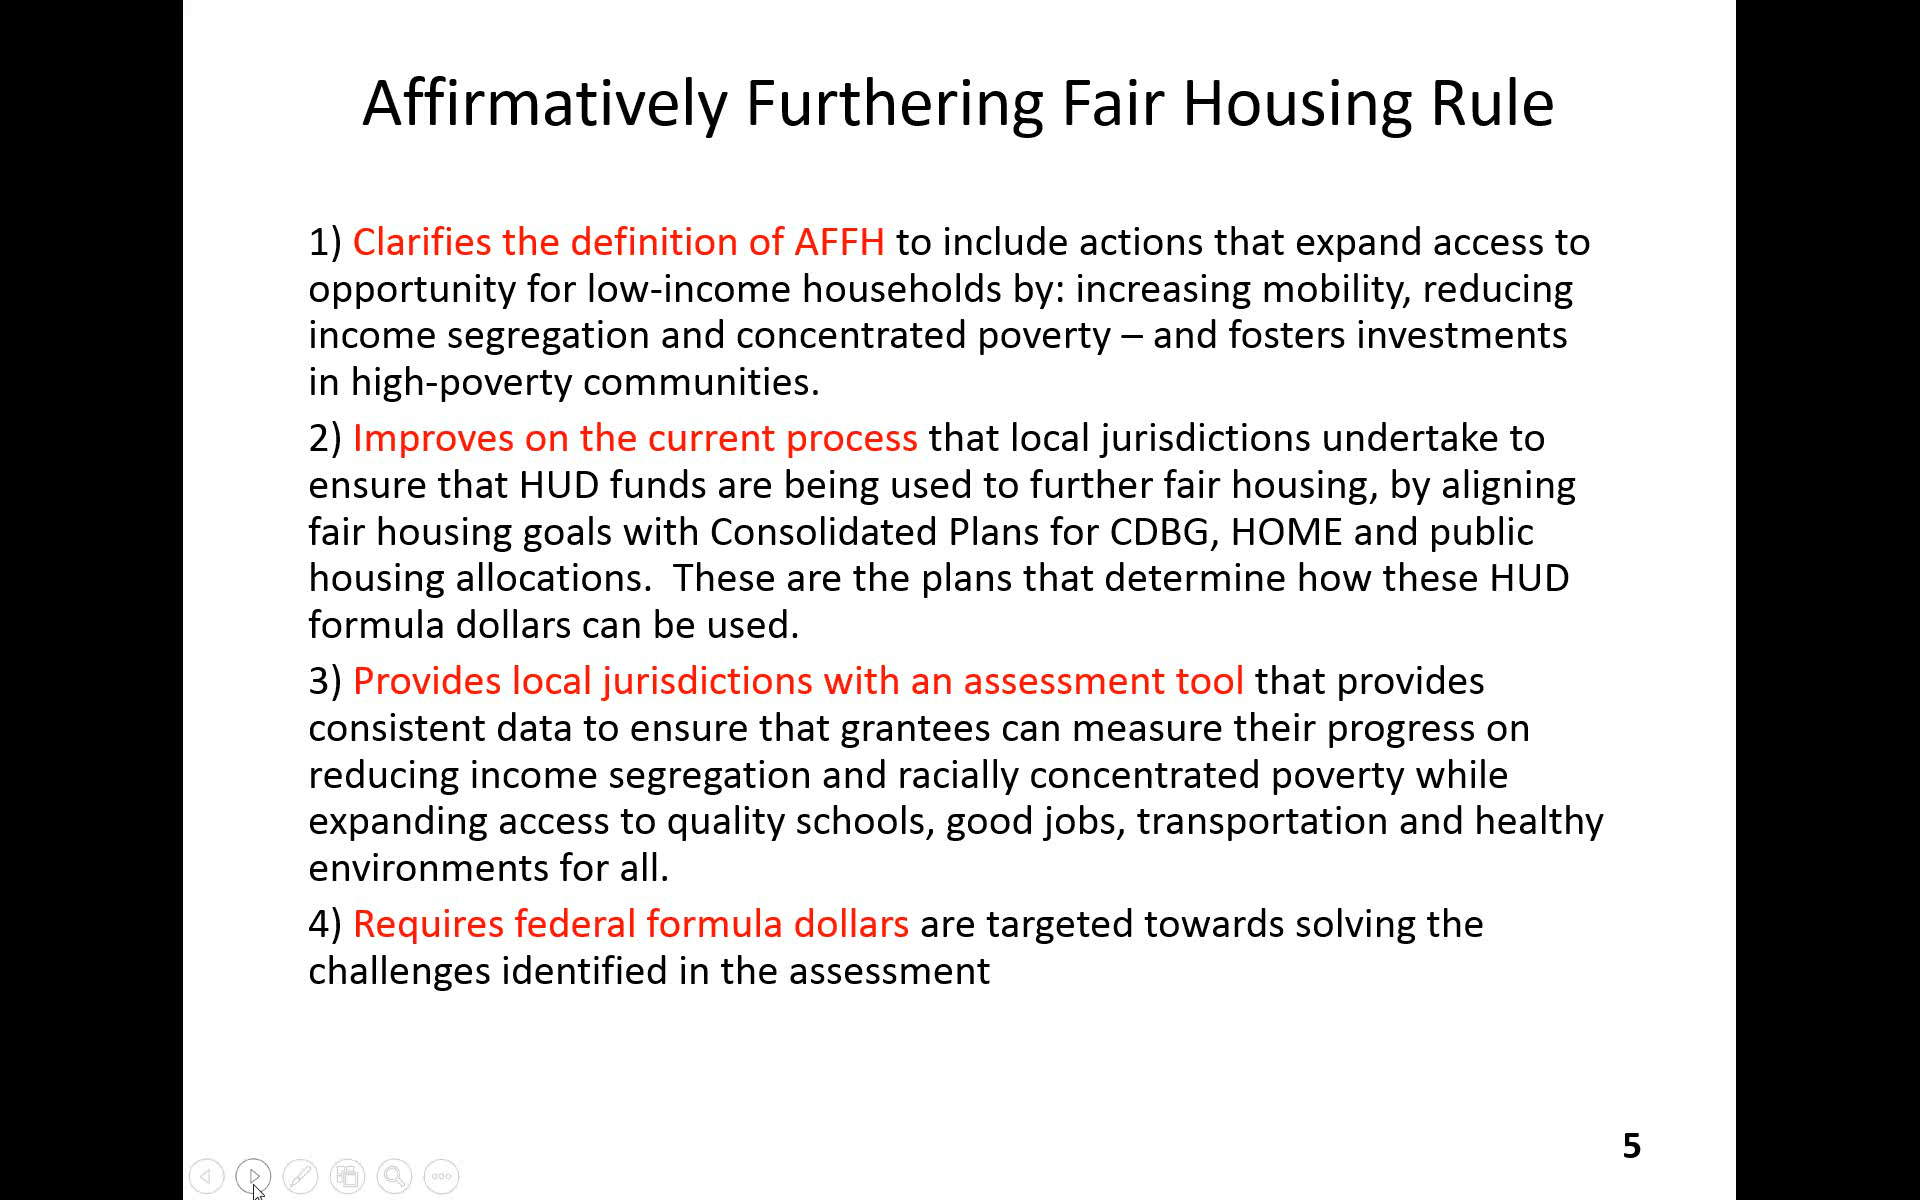 Affirmatively Furthering Fair Housing Rule
1) Clarifies the definition of AFFH to include actions that expand access to
opportunity for low-income households by: increasing mobility, reducing
income segregation and concentrated poverty – and fosters investments
in high-poverty communities.
2) Improves on the current process that local jurisdictions undertake to
ensure that HUD funds are being used to further fair housing, by aligning
fair housing goals with Consolidated Plans for CDBG, HOME and public
housing allocations.  These are the plans that determine how these HUD
formula dollars can be used.
3) Provides local jurisdictions with an assessment tool that provides
consistent data to ensure that grantees can measure their progress on
reducing income segregation and racially concentrated poverty while
expanding access to quality schools, good jobs, transportation and healthy
environments for all.
4) Requires federal formula dollars are targeted towards solving the
challenges identified in the assessment
5